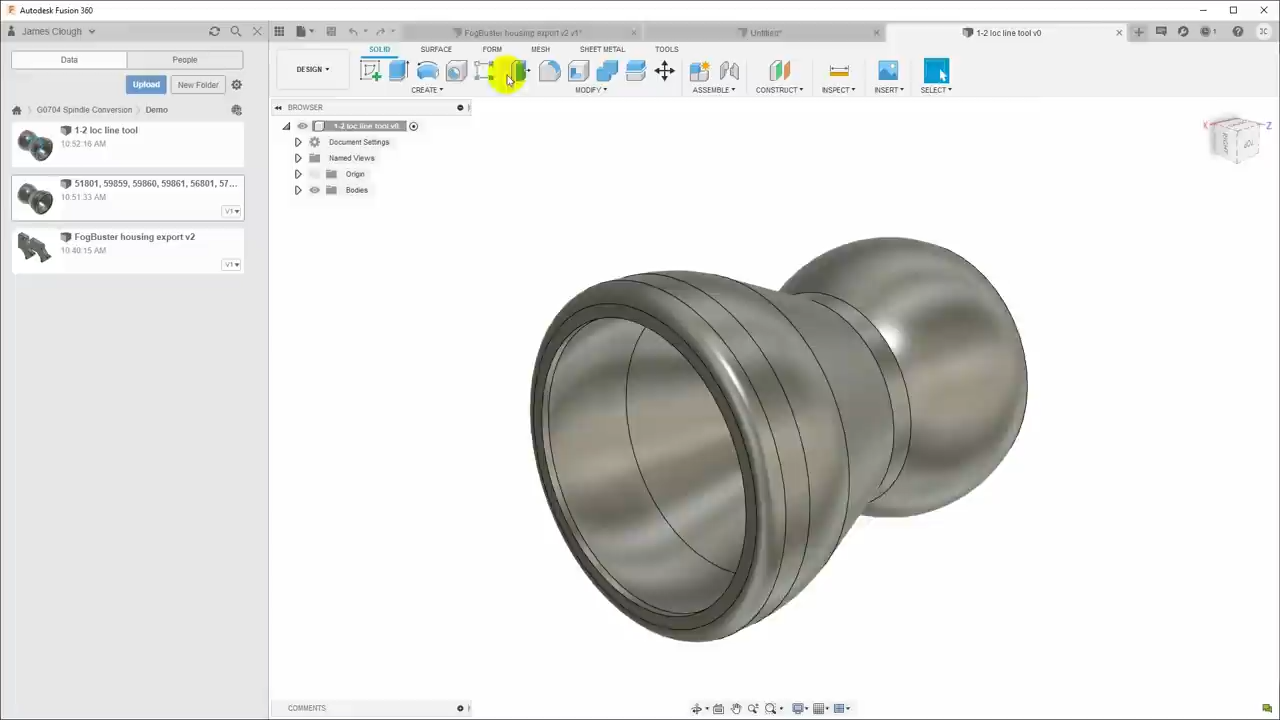 Autodesk Fusion 360
James Clough
FogBuster housing export v2 v1*
Untitled*
1-2 loc line tool v0
1
Data
People
Upload
New Folder
G0704 Spindle Conversion
Demo
1-2 loc line tool
10:52:16 AM
51801, 59859, 59860, 59861, 56801, 57...
10:51:33 AM
V1
FogBuster housing export v2
10:40:15 AM
V1
DESIGN
SOLID
SURFACE
FORM
MESH
SHEET METAL
TOOLS
CREATE
MODIFY
ASSEMBLE
CONSTRUCT
INSPECT
INSERT
SELECT
BROWSER
1-2 loc line tool v0
Document Settings
Named Views
Origin
Bodies
X
Z
RIGHT
COMMENTS